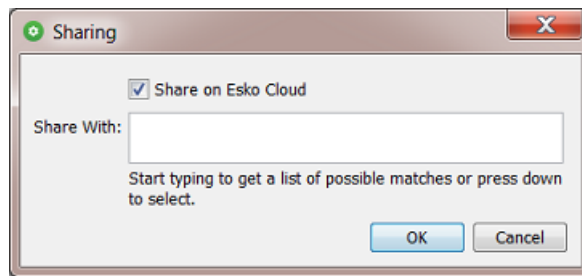 Sharing
Share on Esko Cloud
Share With:
Start typing to get a list of possible matches or press down
to select.
OK Cancel